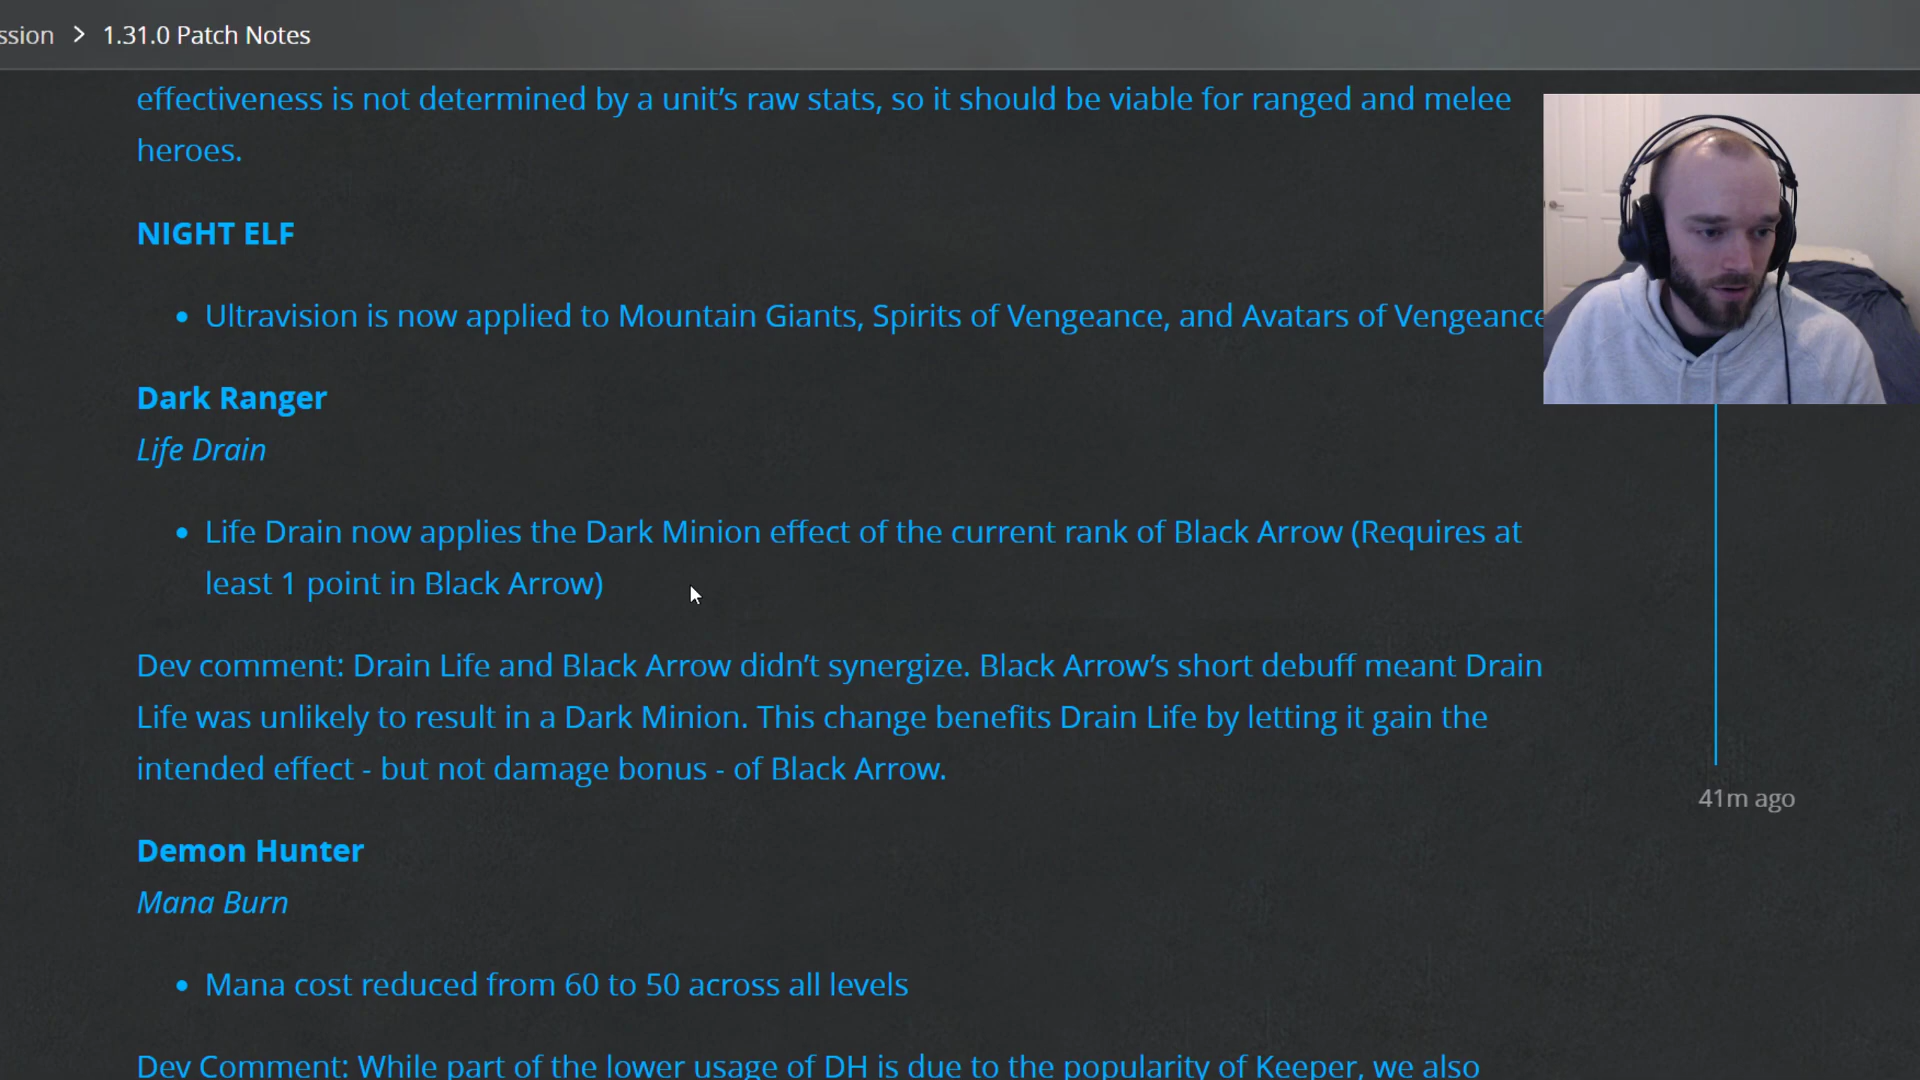 ssion > 1.31.0 Patch Notes
effectiveness is not determined by a unit's raw stats, so it should be viable for ranged and melee
heroes.
NIGHT ELF
• Ultravision is now applied to Mountain Giants, Spirits of Vengeance, and Avatars of Vengeance
Dark Ranger
Life Drain
• Life Drain now applies the Dark Minion effect of the current rank of Black Arrow (Requires at
least 1 point in Black Arrow)
Dev comment: Drain Life and Black Arrow didn't synergize. Black Arrow's short debuff meant Drain
Life was unlikely to result in a Dark Minion. This change benefits Drain Life by letting it gain the
intended effect - but not damage bonus - of Black Arrow.
41m ago
Demon Hunter
Mana Burn
• Mana cost reduced from 60 to 50 across all levels
Dev Comment: While part of the lower usage of DH is due to the popularity of Keeper, we also